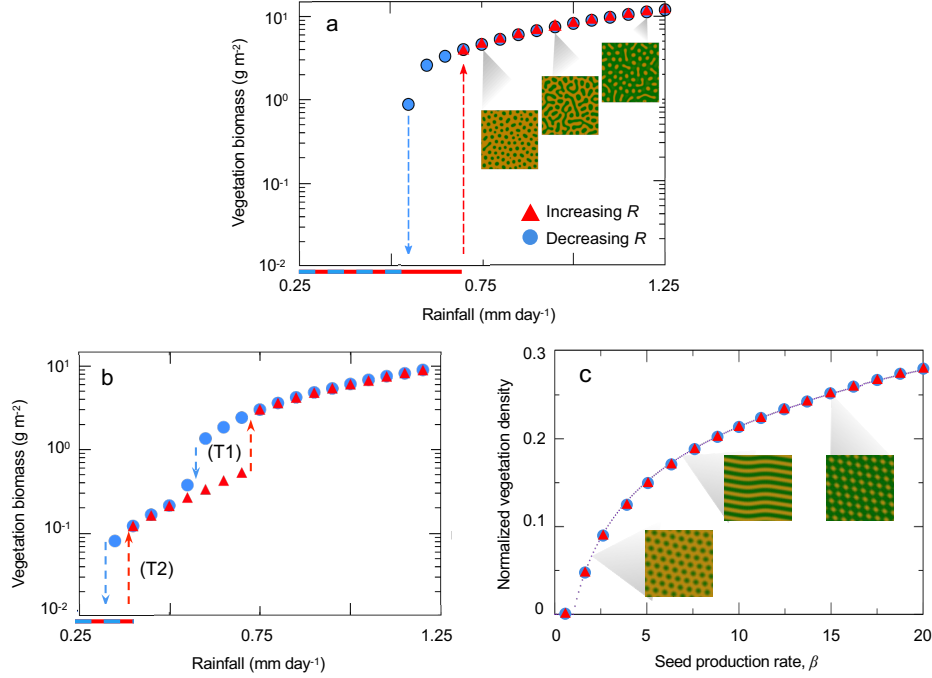 a
10¹
10⁰
10⁻¹
10⁻²
Vegetation biomass (g m⁻²)
Increasing R
Decreasing R
0.25
0.75
1.25
Rainfall (mm day⁻¹)
b
10¹
10⁰
10⁻¹
10⁻²
Vegetation biomass (g m⁻²)
(T1)
(T2)
0.25
0.75
1.25
Rainfall (mm day⁻¹)
c
0.3
0.2
0.1
0
Normalized vegetation density
0
5
10
15
20
Seed production rate, β